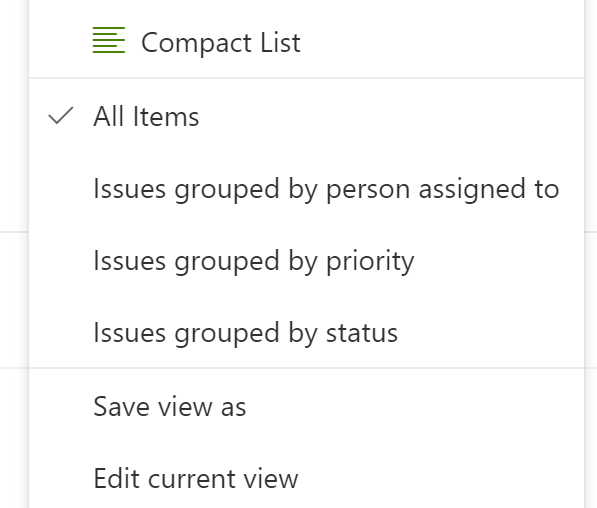 Compact List
All Items
Issues grouped by person assigned to
Issues grouped by priority
Issues grouped by status
Save view as
Edit current view